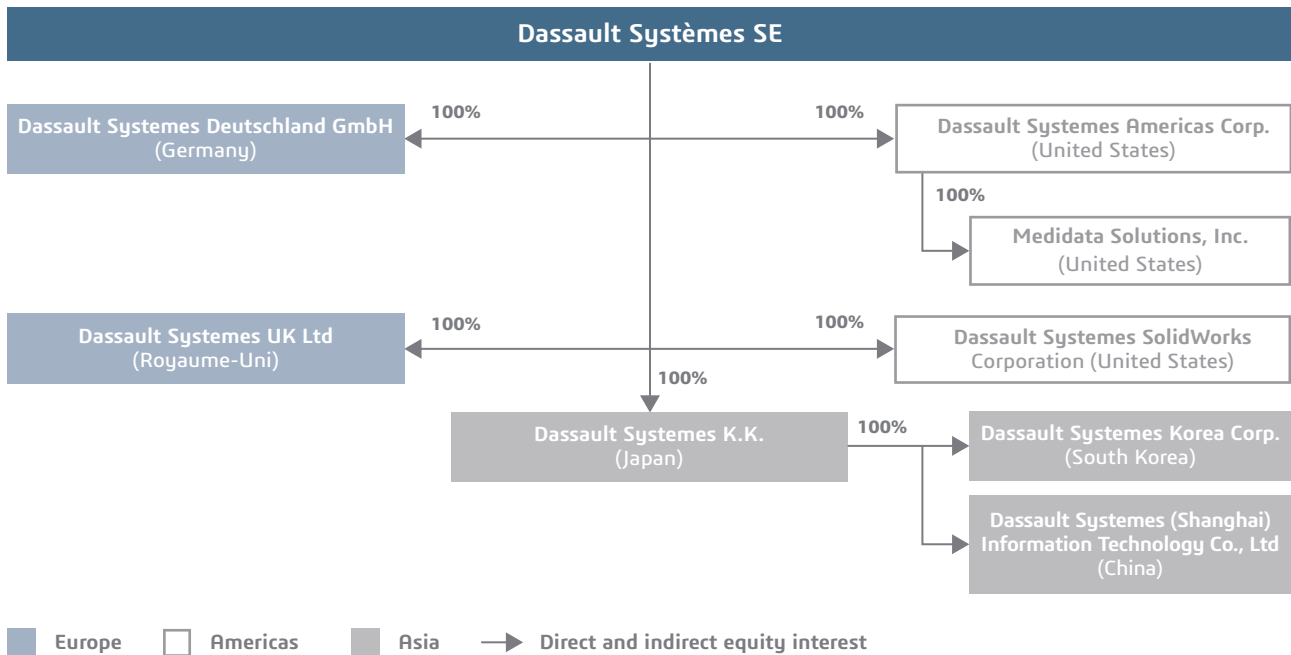 Dassault Systèmes SE
100%
100%
Dassault Systemes Deutschland GmbH
(Germany)
Dassault Systemes Americas Corp.
(United States)
100%
Medidata Solutions, Inc.
(United States)
100%
100%
Dassault Systemes UK Ltd
(Royaume-Uni)
Dassault Systemes SolidWorks
Corporation (United States)
100%
Dassault Systemes K.K.
(Japan)
100%
Dassault Systemes Korea Corp.
(South Korea)
Dassault Systemes (Shanghai)
Information Technology Co., Ltd
(China)
Europe Americas Asia Direct and indirect equity interest